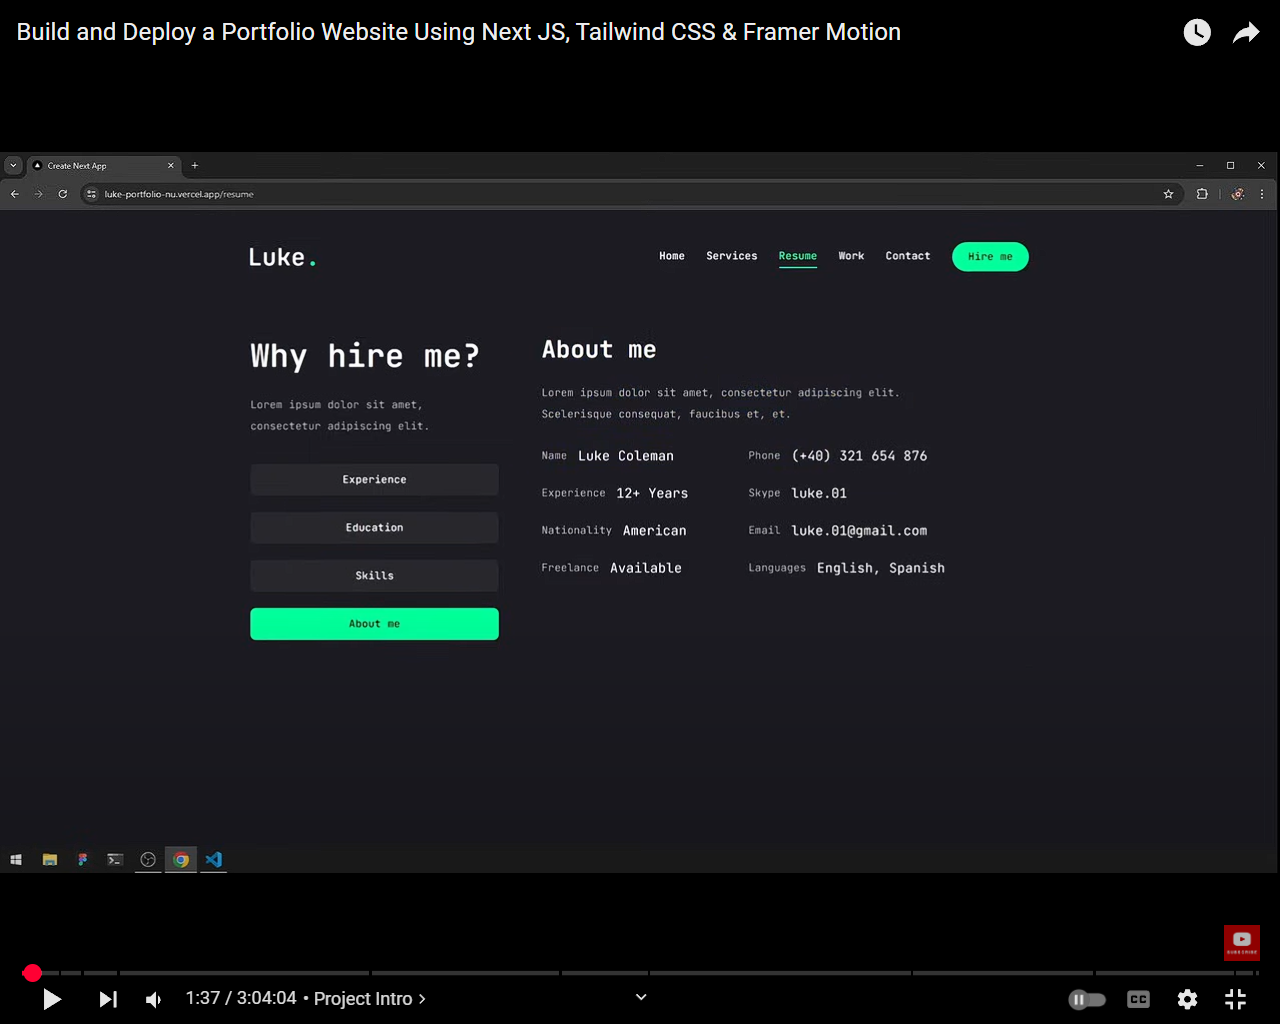 Build and Deploy a Portfolio Website Using Next JS, Tailwind CSS & Framer Motion
Create Next App
luke-portfolio-nu.vercel.app/resume
Luke.
Home Services Resume Work Contact Hire me
Why hire me?
Lorem ipsum dolor sit amet,
consectetur adipiscing elit.
Experience
Education
Skills
About me
About me
Lorem ipsum dolor sit amet, consectetur adipiscing elit.
Scelerisque consequat, faucibus et, et.
Name Luke Coleman Phone (+40) 321 654 876
Experience 12+ Years Skype luke.01
Nationality American Email luke.01@gmail.com
Freelance Available Languages English, Spanish
SUBSCRIBE
1:37 / 3:04:04 • Project Intro
CC